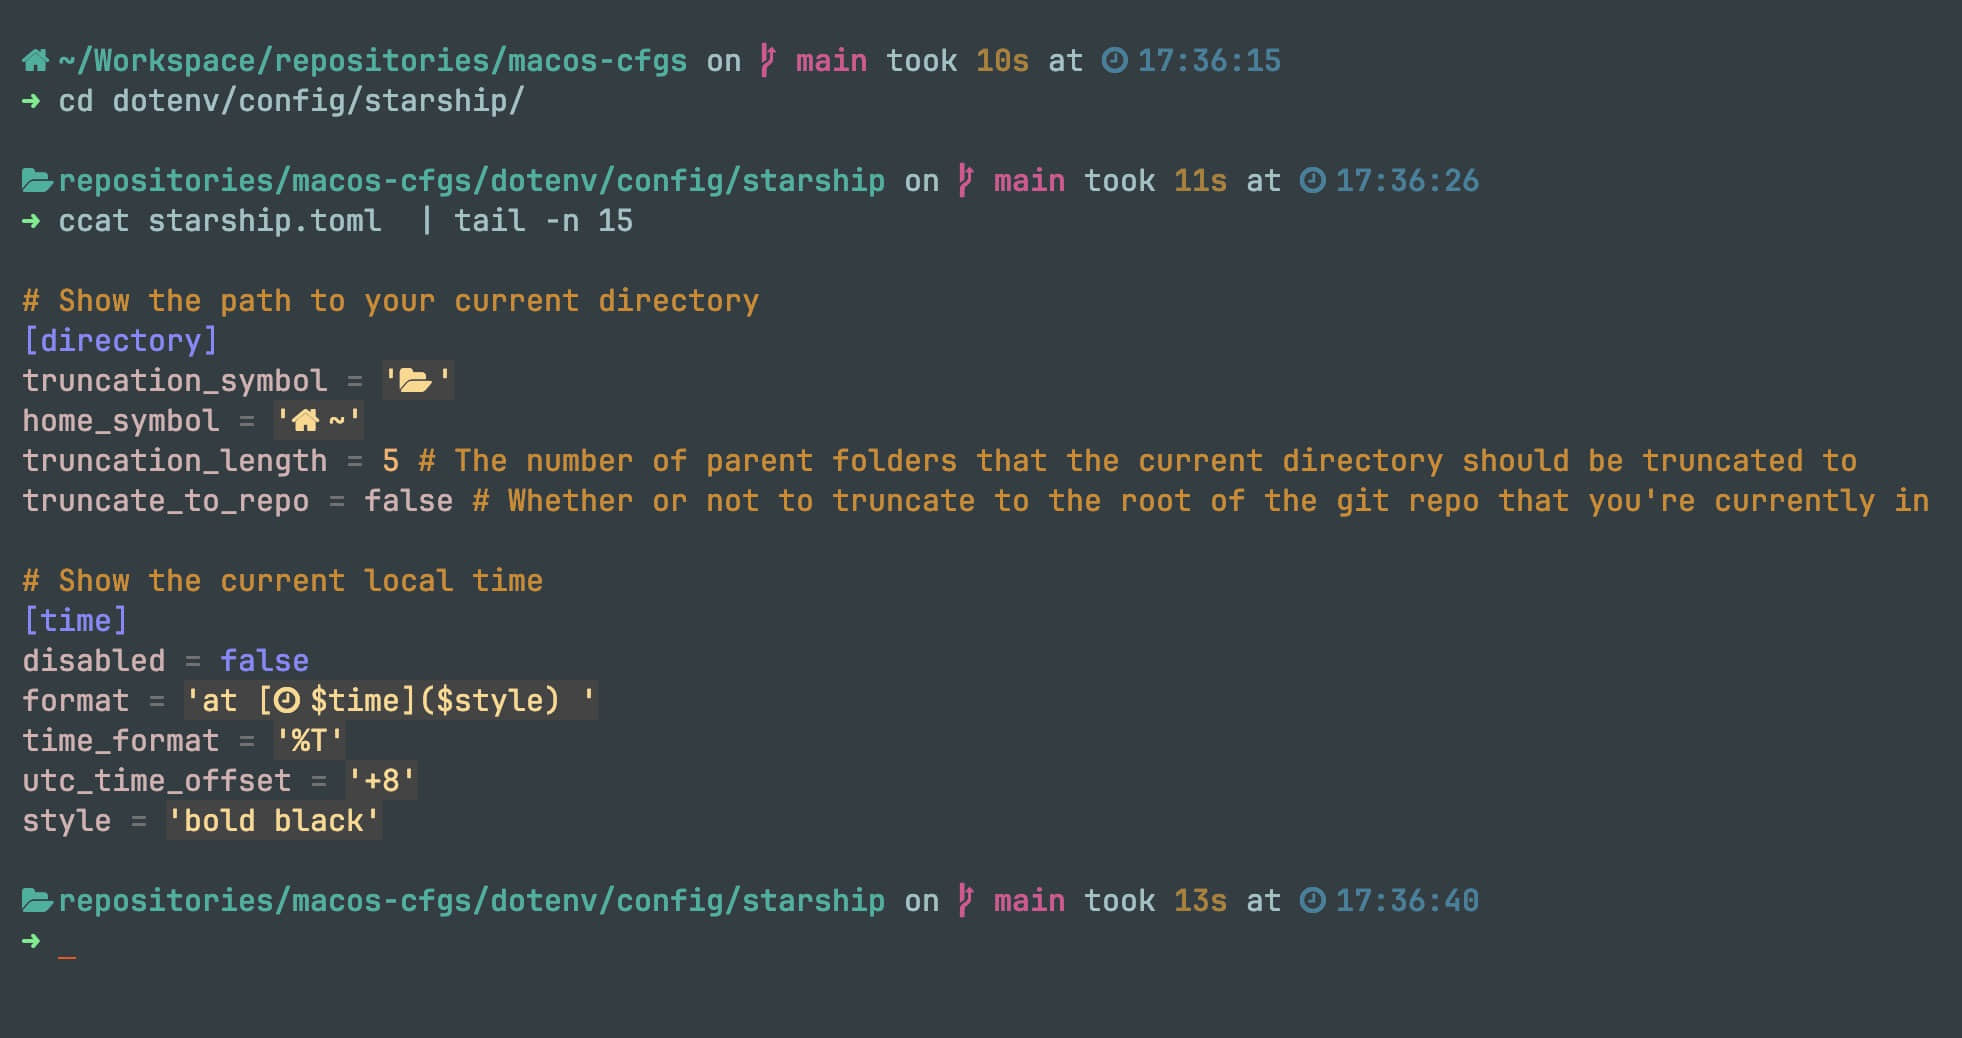 ~/Workspace/repositories/macos-cfgs on main took 10s at 17:36:15
➜ cd dotenv/config/starship/
repositories/macos-cfgs/dotenv/config/starship on main took 11s at 17:36:26
➜ ccat starship.toml  | tail -n 15
# Show the path to your current directory
[directory]
truncation_symbol = ' '
home_symbol = ' ~'
truncation_length = 5 # The number of parent folders that the current directory should be truncated to
truncate_to_repo = false # Whether or not to truncate to the root of the git repo that you're currently in
# Show the current local time
[time]
disabled = false
format = 'at [ $time]($style) '
time_format = '%T'
utc_time_offset = '+8'
style = 'bold black'
repositories/macos-cfgs/dotenv/config/starship on main took 13s at 17:36:40
➜ _